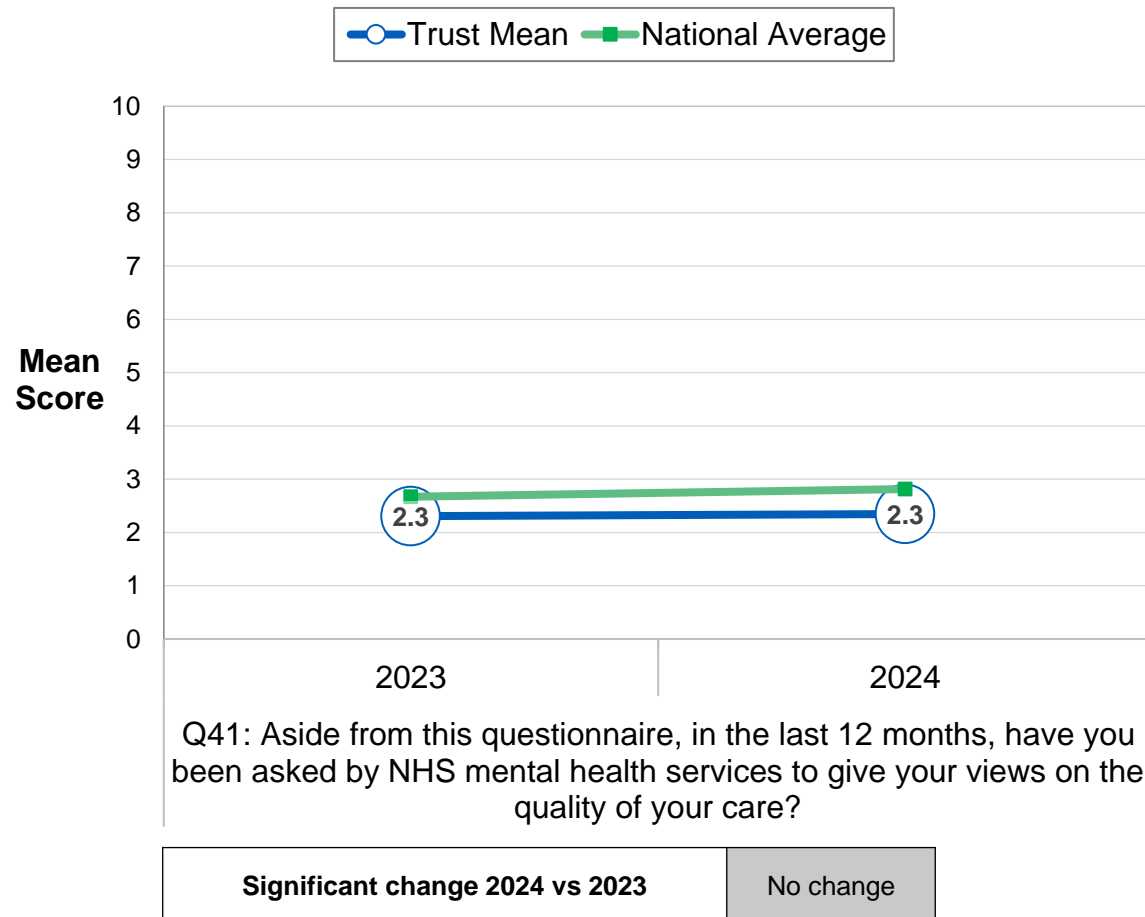 Trust Mean National Average
10
9
8
7
6
5
4
3
2
1
0
Mean
Score
2.3
2.3
2023 2024
Q41: Aside from this questionnaire, in the last 12 months, have you
been asked by NHS mental health services to give your views on the
quality of your care?
Significant change 2024 vs 2023 No change